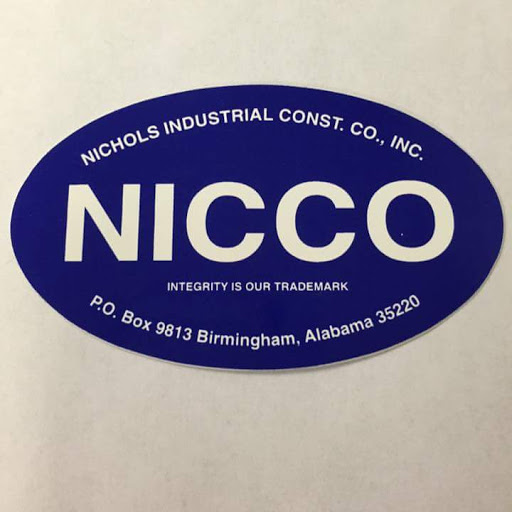 NICHOLS INDUSTRIAL CONST. CO., INC.
NICCO
INTEGRITY IS OUR TRADEMARK
P.O. Box 9813 Birmingham, Alabama 35220